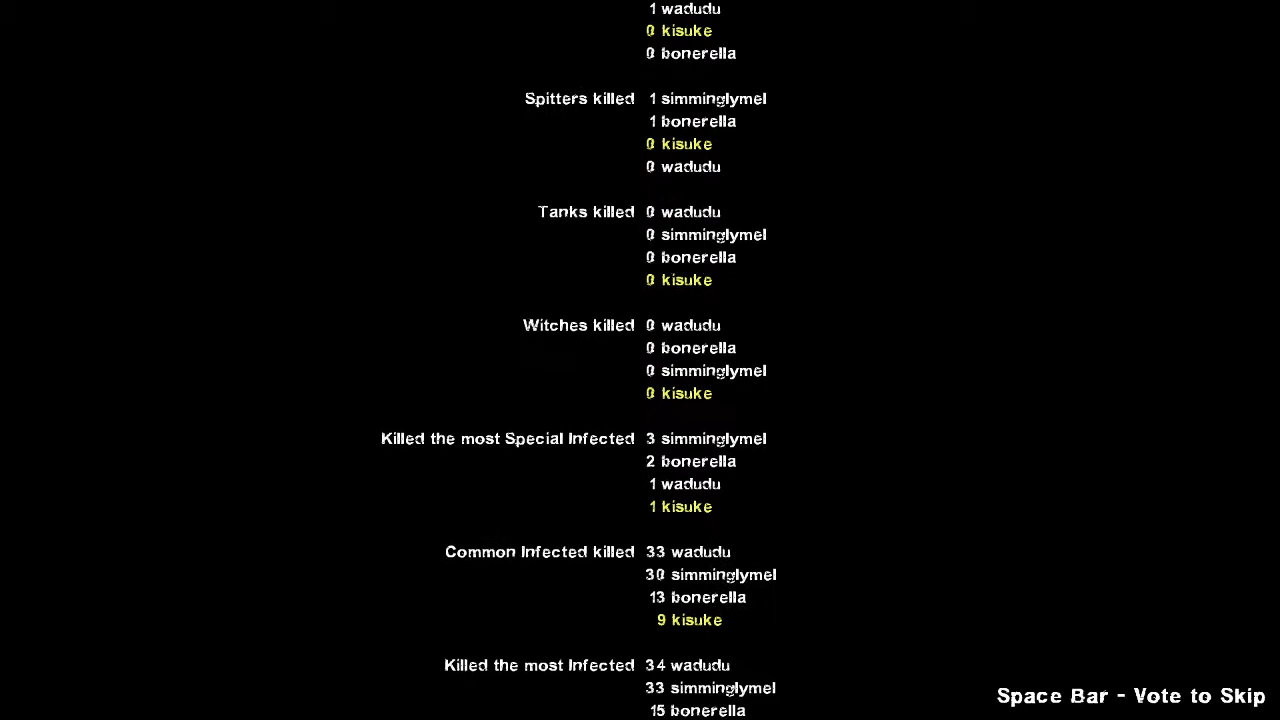 1 wadudu
0 kisuke
0 bonerella
Spitters killed 1 simminglymel
1 bonerella
0 kisuke
0 wadudu
Tanks killed 0 wadudu
0 simminglymel
0 bonerella
0 kisuke
Witches killed 0 wadudu
0 bonerella
0 simminglymel
0 kisuke
Killed the most Special Infected 3 simminglymel
2 bonerella
1 wadudu
1 kisuke
Common Infected killed 33 wadudu
30 simminglymel
13 bonerella
9 kisuke
Killed the most Infected 34 wadudu
33 simminglymel
15 bonerella
Space Bar - Vote to Skip